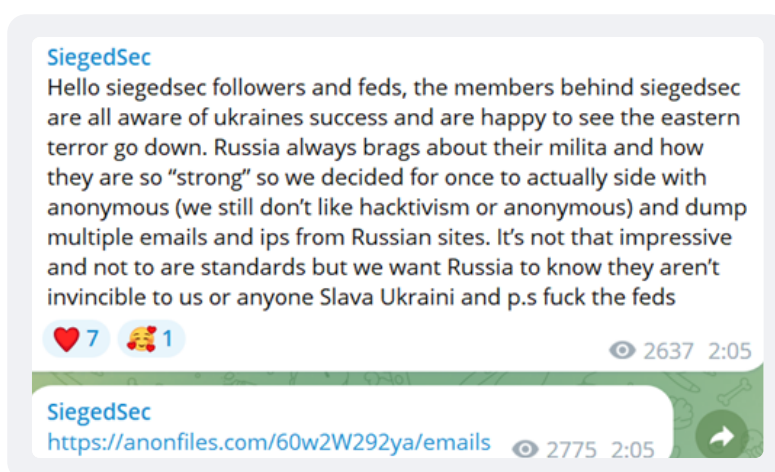 SiegedSec
Hello siegedsec followers and feds, the members behind siegedsec
are all aware of ukraines success and are happy to see the eastern
terror go down. Russia always brags about their milita and how
they are so “strong” so we decided for once to actually side with
anonymous (we still don’t like hacktivism or anonymous) and dump
multiple emails and ips from Russian sites. It’s not that impressive
and not to are standards but we want Russia to know they aren’t
invincible to us or anyone Slava Ukraini and p.s fuck the feds
❤️ 7 🥰 1
2637 2:05
SiegedSec
https://anonfiles.com/60w2W292ya/emails 2775 2:05